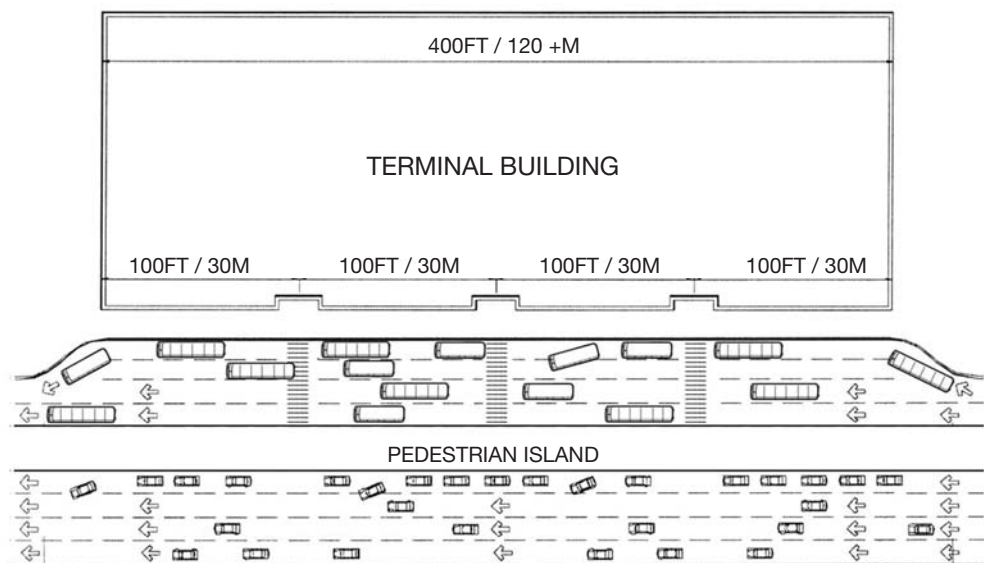 400FT / 120 +M
TERMINAL BUILDING
100FT / 30M 100FT / 30M 100FT / 30M 100FT / 30M
PEDESTRIAN ISLAND